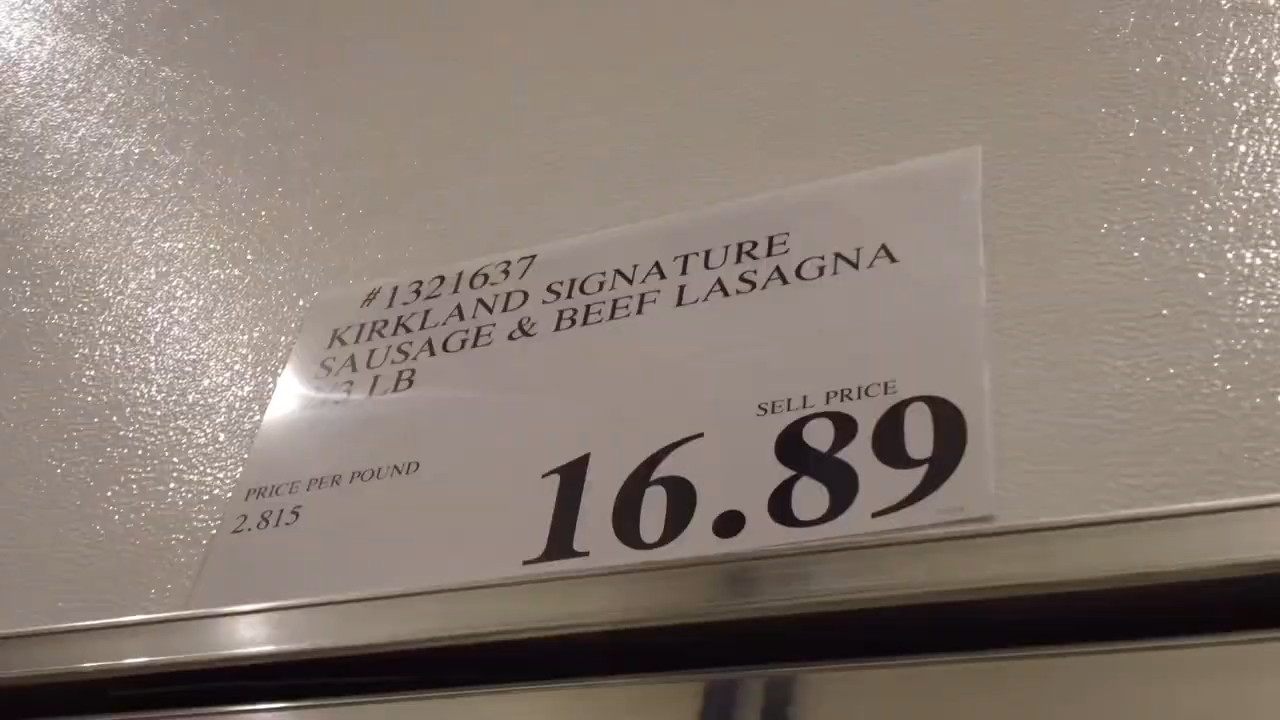 #1321637
KIRKLAND SIGNATURE
SAUSAGE & BEEF LASAGNA
/3 LB
SELL PRICE
16.89
PRICE PER POUND
2.815